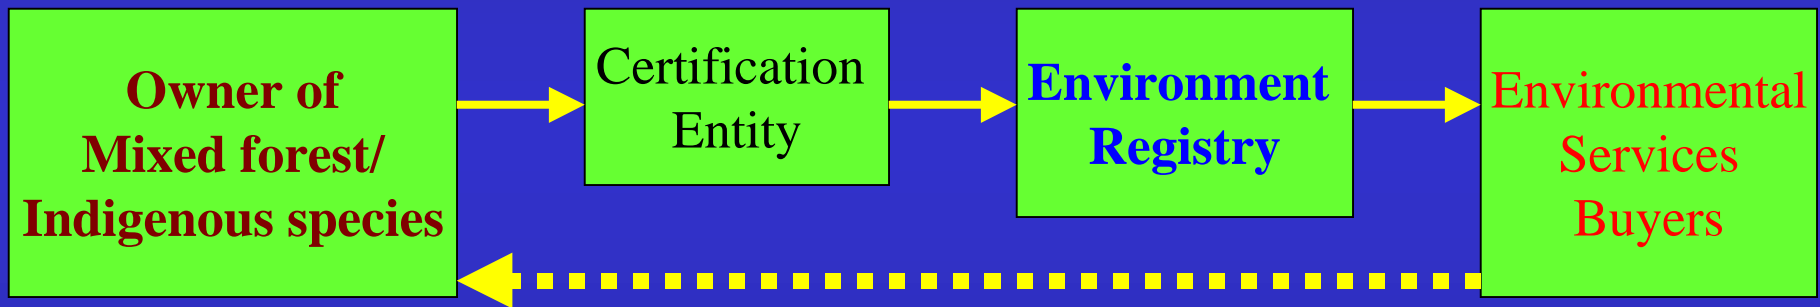 Owner of
Mixed forest/
Indigenous species
Certification
Entity
Environment
Registry
Environmental
Services
Buyers